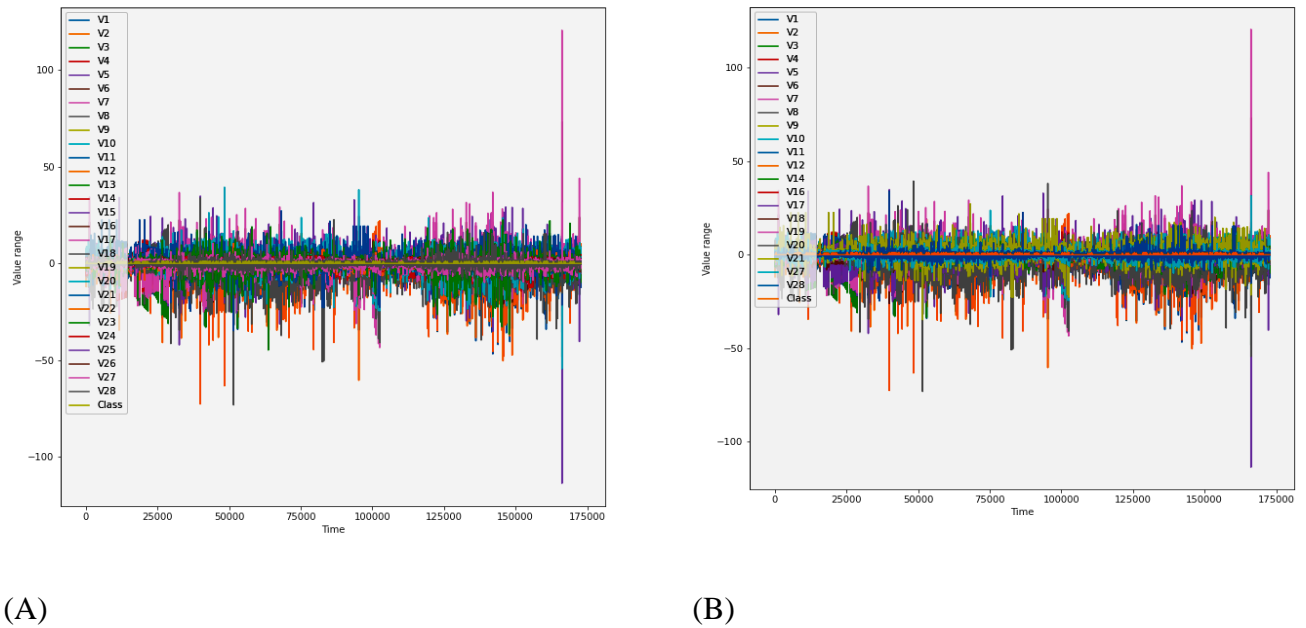 V1
V2
V3
V4
V5
V6
V7
V8
V9
V10
V11
V12
V13
V14
V15
V16
V17
V18
V19
V20
V21
V22
V23
V24
V25
V26
V27
V28
Class
100
50
0
−50
−100
Value range
0 25000 50000 75000 100000 125000 150000 175000
Time
(A)
V1
V2
V3
V4
V5
V6
V7
V8
V9
V10
V11
V12
V14
V16
V17
V18
V19
V20
V21
V27
V28
Class
100
50
0
−50
−100
Value range
0 25000 50000 75000 100000 125000 150000 175000
Time
(B)